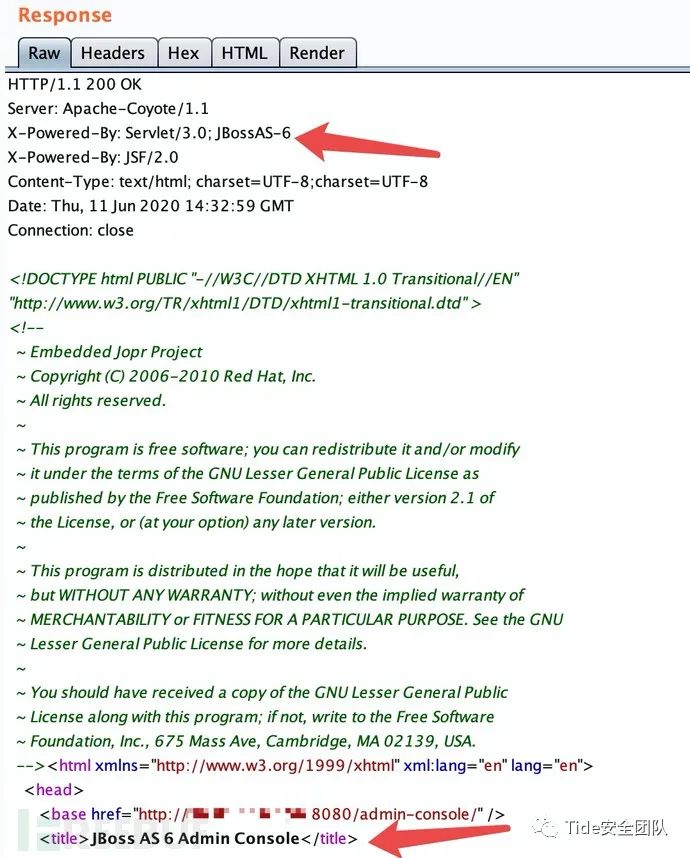 Response
Raw Headers Hex HTML Render
HTTP/1.1 200 OK
Server: Apache-Coyote/1.1
X-Powered-By: Servlet/3.0; JBossAS-6
X-Powered-By: JSF/2.0
Content-Type: text/html; charset=UTF-8;charset=UTF-8
Date: Thu, 11 Jun 2020 14:32:59 GMT
Connection: close
<!DOCTYPE html PUBLIC "-//W3C//DTD XHTML 1.0 Transitional//EN"
"http://www.w3.org/TR/xhtml1/DTD/xhtml1-transitional.dtd" >
<!--
~ Embedded Jopr Project
~ Copyright (C) 2006-2010 Red Hat, Inc.
~ All rights reserved.
~
~ This program is free software; you can redistribute it and/or modify
~ it under the terms of the GNU Lesser General Public License as
~ published by the Free Software Foundation; either version 2.1 of
~ the License, or (at your option) any later version.
~
~ This program is distributed in the hope that it will be useful,
~ but WITHOUT ANY WARRANTY; without even the implied warranty of
~ MERCHANTABILITY or FITNESS FOR A PARTICULAR PURPOSE. See the GNU
~ Lesser General Public License for more details.
~
~ You should have received a copy of the GNU Lesser General Public
~ License along with this program; if not, write to the Free Software
~ Foundation, Inc., 675 Mass Ave, Cambridge, MA 02139, USA.
--><html xmlns="http://www.w3.org/1999/xhtml" xml:lang="en" lang="en">
<head>
<base href="http:// 8080/admin-console/" />
<title>JBoss AS 6 Admin Console</title>
Tide安全团队